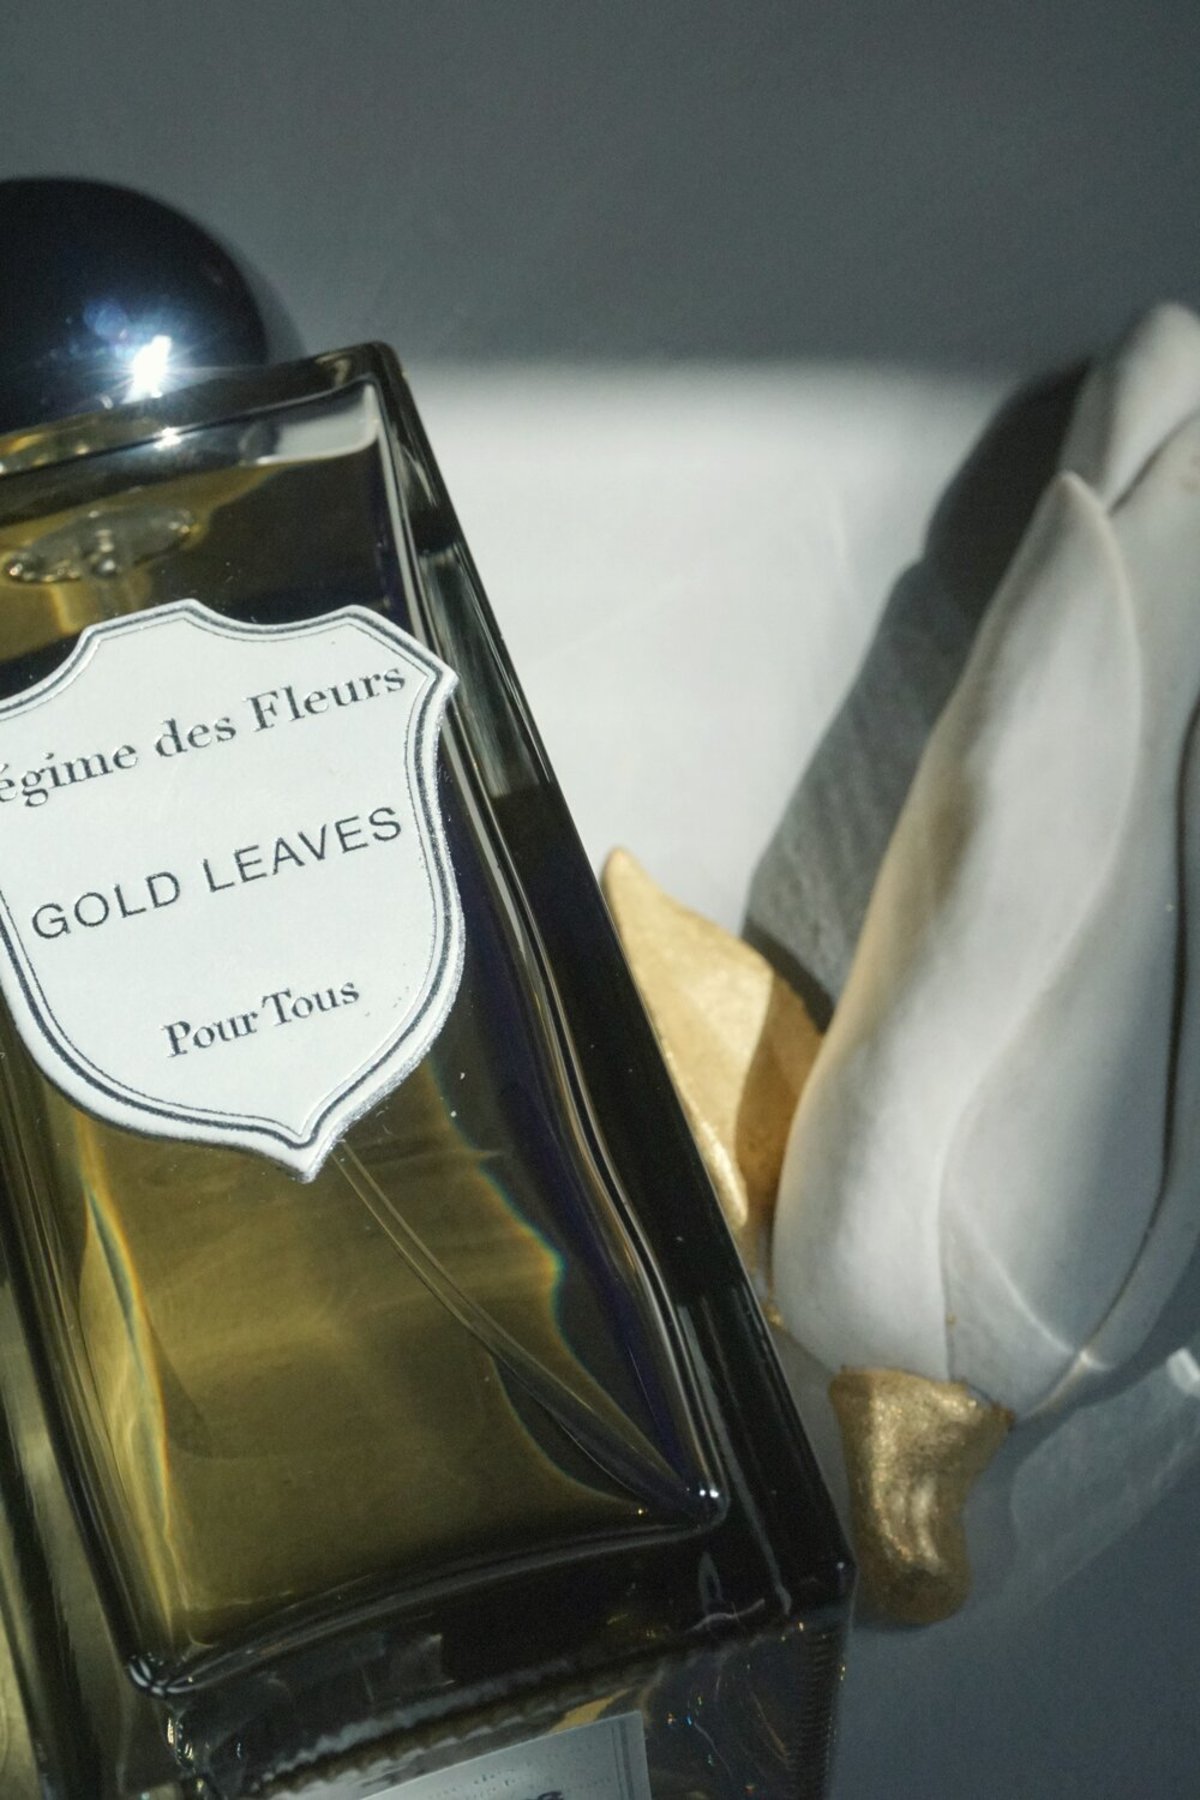 égime des Fleurs
GOLD LEAVES
Pour Tous